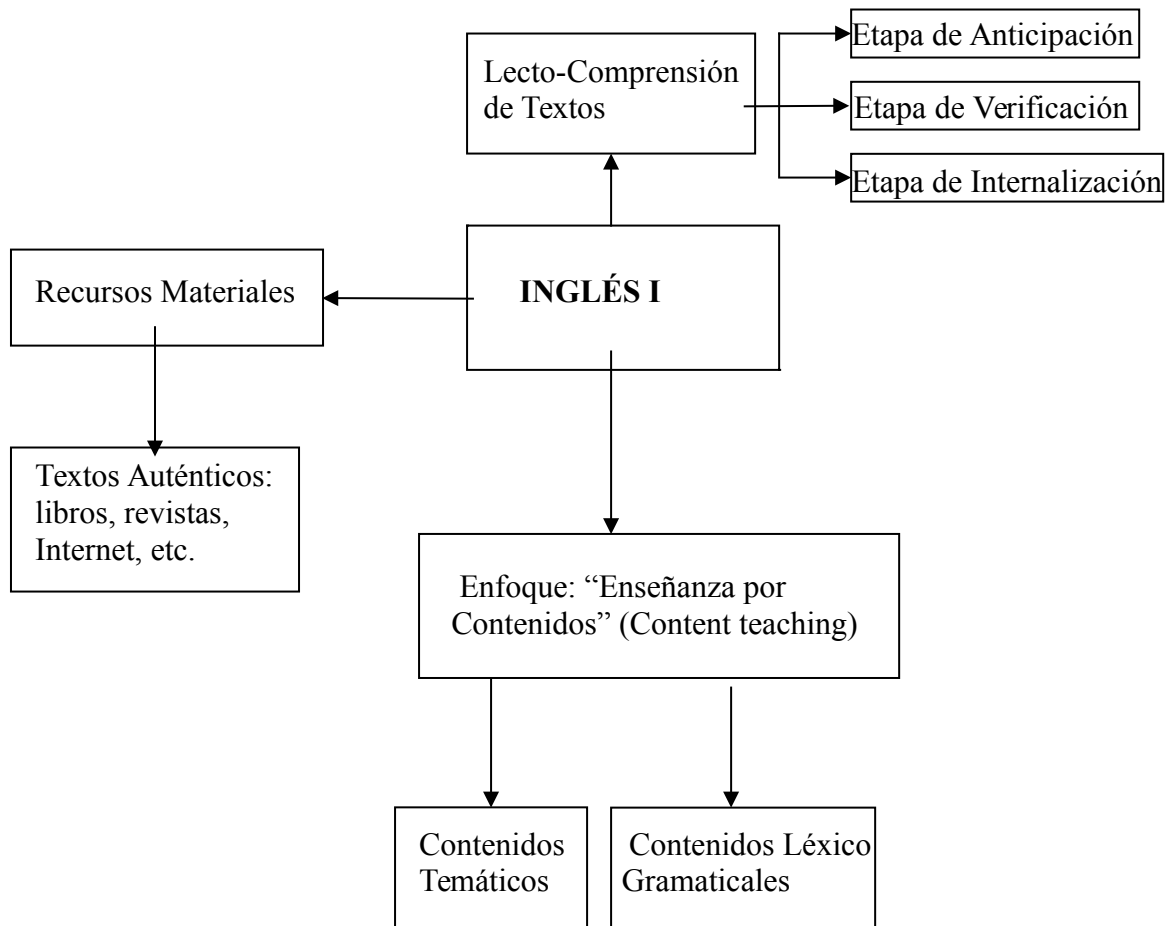 Etapa de Anticipación
Lecto-Comprensión
de Textos
Etapa de Verificación
Etapa de Internalización
Recursos Materiales
INGLÉS I
Textos Auténticos:
libros, revistas,
Internet, etc.
Enfoque: “Enseñanza por
Contenidos” (Content teaching)
Contenidos
Temáticos
Contenidos Léxico
Gramaticales